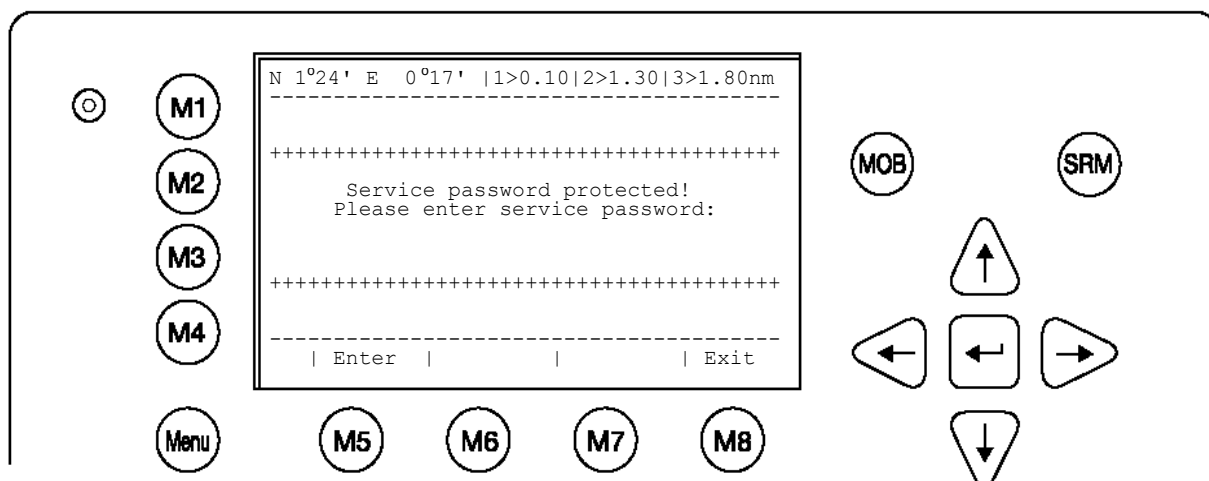 N 1°24' E 0°17' |1>0.10|2>1.30|3>1.80nm
----------------------------------------
++++++++++++++++++++++++++++++++++++++++
Service password protected!
Please enter service password:
++++++++++++++++++++++++++++++++++++++++
----------------------------------------
| Enter | | | Exit
M1
M2
M3
M4
Menu
M5
M6
M7
M8
MOB
SRM